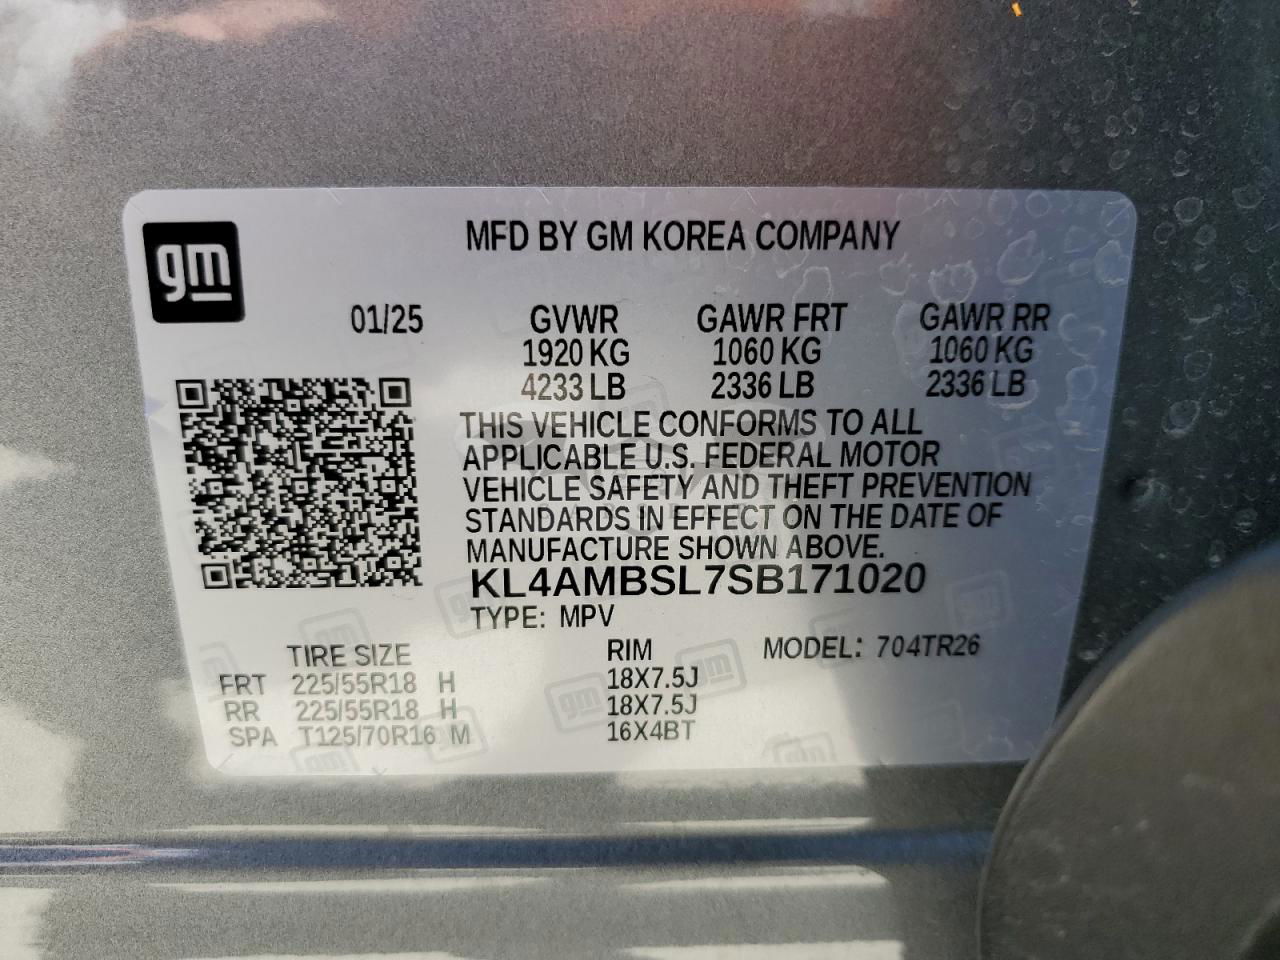 gm
MFD BY GM KOREA COMPANY
01/25 GVWR GAWR FRT GAWR RR
1920 KG 1060 KG 1060 KG
4233 LB 2336 LB 2336 LB
THIS VEHICLE CONFORMS TO ALL
APPLICABLE U.S. FEDERAL MOTOR
VEHICLE SAFETY AND THEFT PREVENTION
STANDARDS IN EFFECT ON THE DATE OF
MANUFACTURE SHOWN ABOVE.
KL4AMBSL7SB171020
TYPE: MPV
TIRE SIZE RIM MODEL: 704TR26
FRT 225/55R18 H 18X7.5J
RR 225/55R18 H 18X7.5J
SPA T125/70R16 M 16X4BT